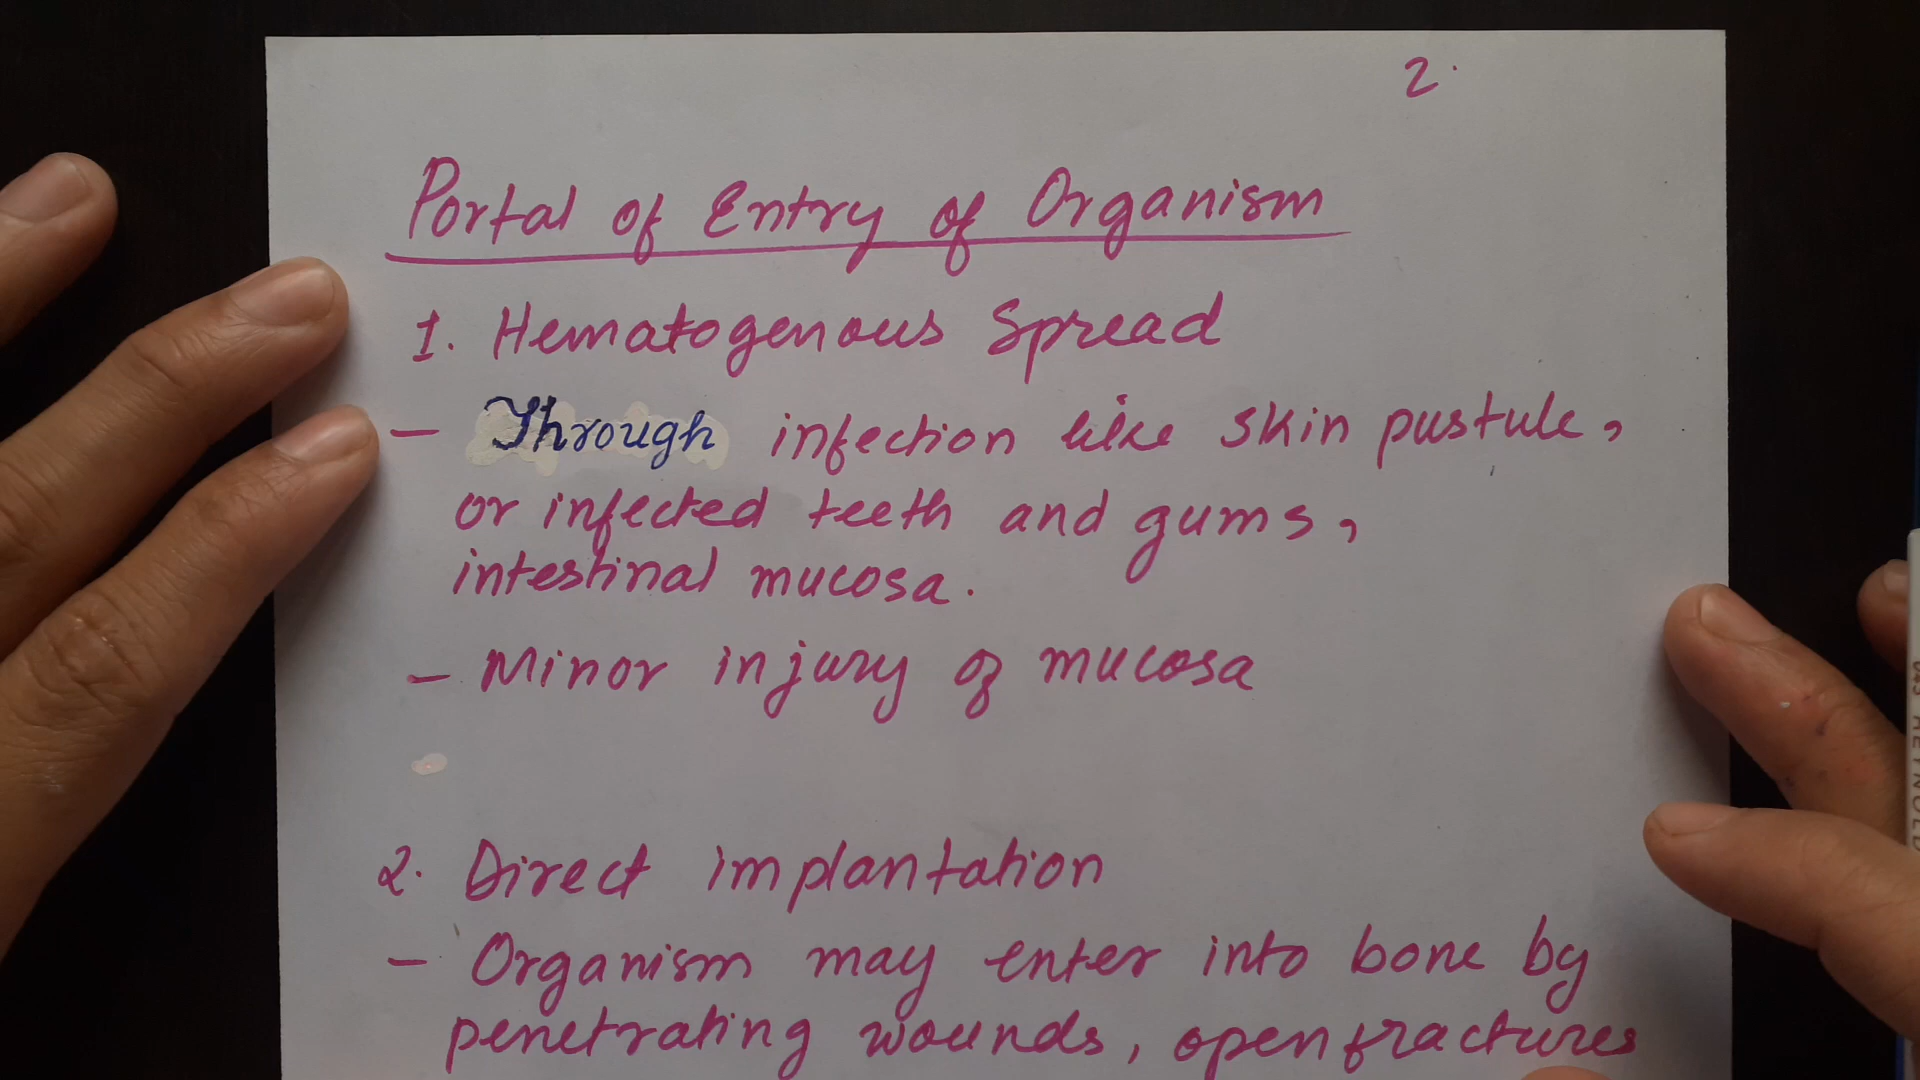 2.
Portal of Entry of Organism
1. Hematogenous Spread
- Through infection like skin pustule,
or infected teeth and gums,
intestinal mucosa.
- Minor injury of mucosa
2. Direct implantation
- Organism may enter into bone by
penetrating wounds, open fractures